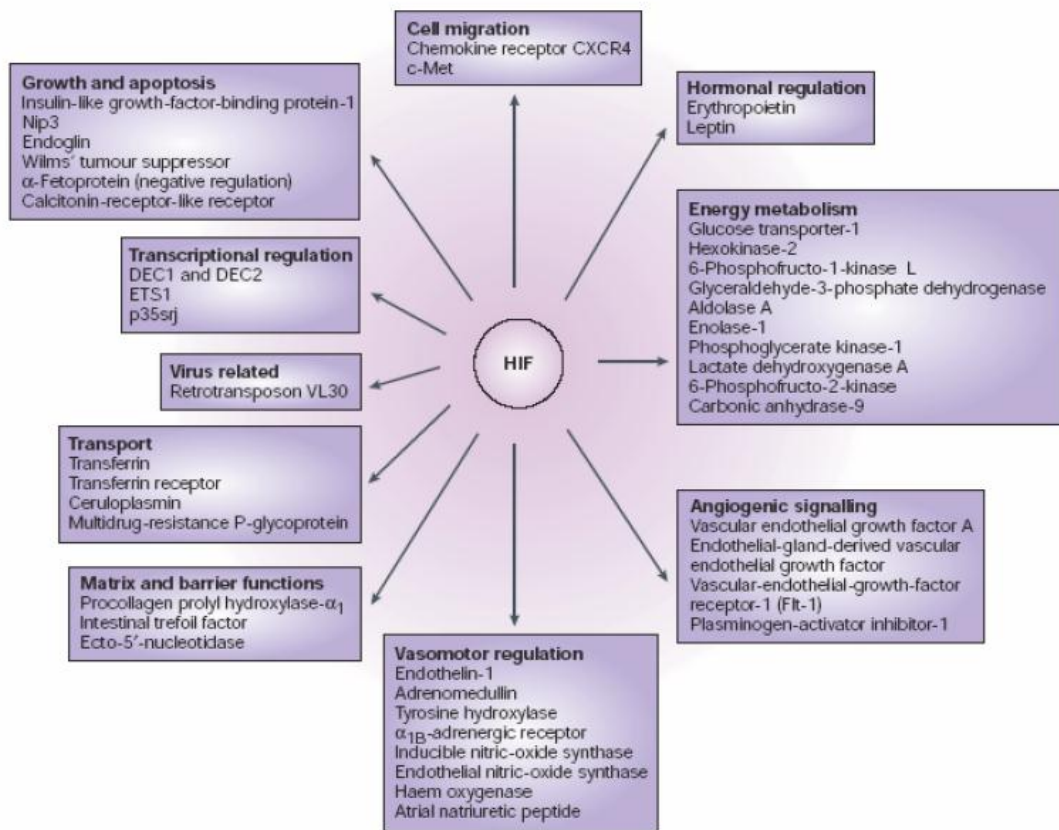 Cell migration
Chemokine receptor CXCR4
c-Met
Growth and apoptosis
Insulin-like growth-factor-binding protein-1
Nip3
Endoglin
Wilms' tumour suppressor
α-Fetoprotein (negative regulation)
Calcitonin-receptor-like receptor
Hormonal regulation
Erythropoietin
Leptin
Transcriptional regulation
DEC1 and DEC2
ETS1
p35srj
Energy metabolism
Glucose transporter-1
Hexokinase-2
6-Phosphofructo-1-kinase L
Glyceraldehyde-3-phosphate dehydrogenase
Aldolase A
Enolase-1
Phosphoglycerate kinase-1
Lactate dehydroxygenase A
6-Phosphofructo-2-kinase
Carbonic anhydrase-9
HIF
Virus related
Retrotransposon VL30
Transport
Transferrin
Transferrin receptor
Ceruloplasmin
Multidrug-resistance P-glycoprotein
Angiogenic signalling
Vascular endothelial growth factor A
Endothelial-gland-derived vascular
endothelial growth factor
Vascular-endothelial-growth-factor
receptor-1 (Flt-1)
Plasminogen-activator inhibitor-1
Matrix and barrier functions
Procollagen prolyl hydroxylase-α1
Intestinal trefoil factor
Ecto-5′-nucleotidase
Vasomotor regulation
Endothelin-1
Adrenomedullin
Tyrosine hydroxylase
α1B-adrenergic receptor
Inducible nitric-oxide synthase
Endothelial nitric-oxide synthase
Haem oxygenase
Atrial natriuretic peptide